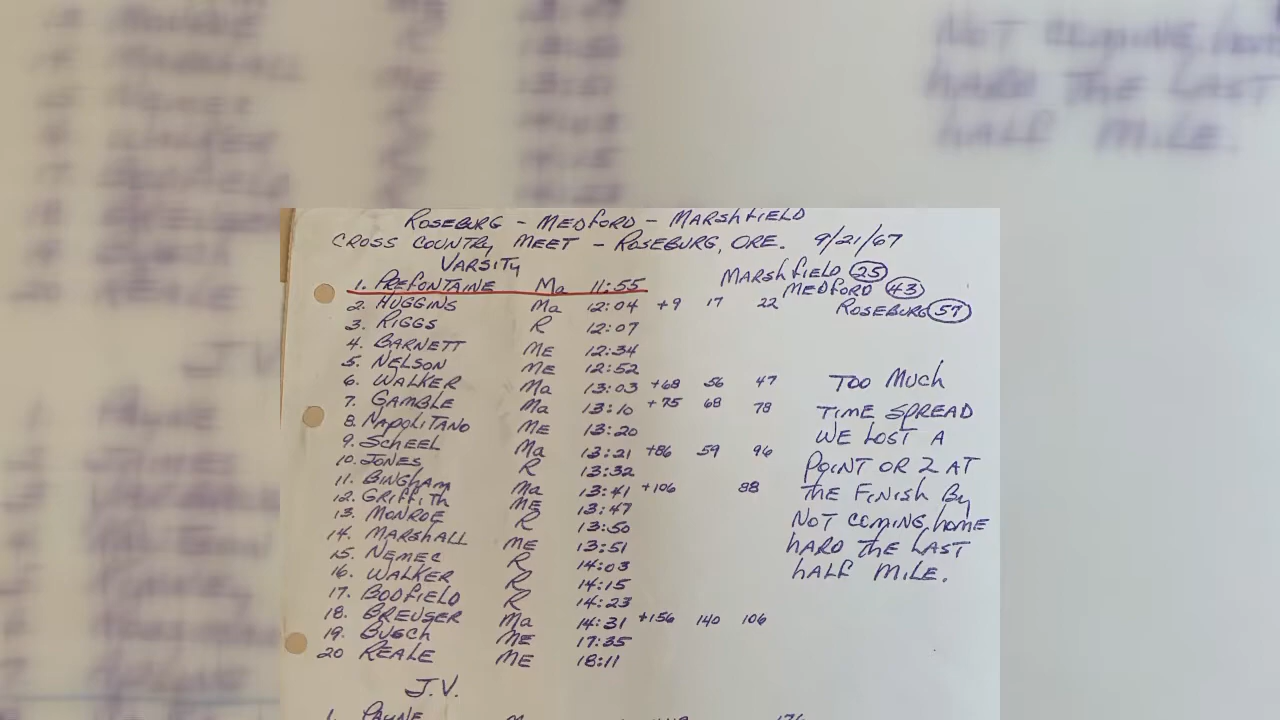 ROSEBURG - MEDFORD - MARSHFIELD
CROSS COUNTRY MEET - ROSEBURG, ORE. 9/21/67
VARSITY
MARSHFIELD 25
MEDFORD 43
ROSEBURG 57
1. PREFONTAINE Ma 11:55
2. HUGGINS Ma 12:04 +9 17 22
3. RIGGS R 12:07
4. BARNETT ME 12:34
5. NELSON ME 12:52
6. WALKER Ma 13:03 +68 56 47
7. GAMBLE Ma 13:10 +75 68 78
8. NAPOLITANO ME 13:20
9. SCHEEL Ma 13:21 +86 59 96
10. JONES R 13:32
11. BINGHAM Ma 13:41 +106 88
12. GRIFFITH ME 13:47
13. MONROE R 13:50
14. MARSHALL ME 13:51
15. NEMEC R 14:03
16. WALKER R 14:15
17. BODFIELD R 14:23
18. BREUSER Ma 14:31 +156 140 106
19. BUSCH ME 17:35
20 REALE ME 18:11
TOO MUCH
TIME SPREAD
WE LOST A
POINT OR 2 AT
THE FINISH BY
NOT COMING HOME
HARD THE LAST
HALF MILE.
J.V.
1. PAYNE